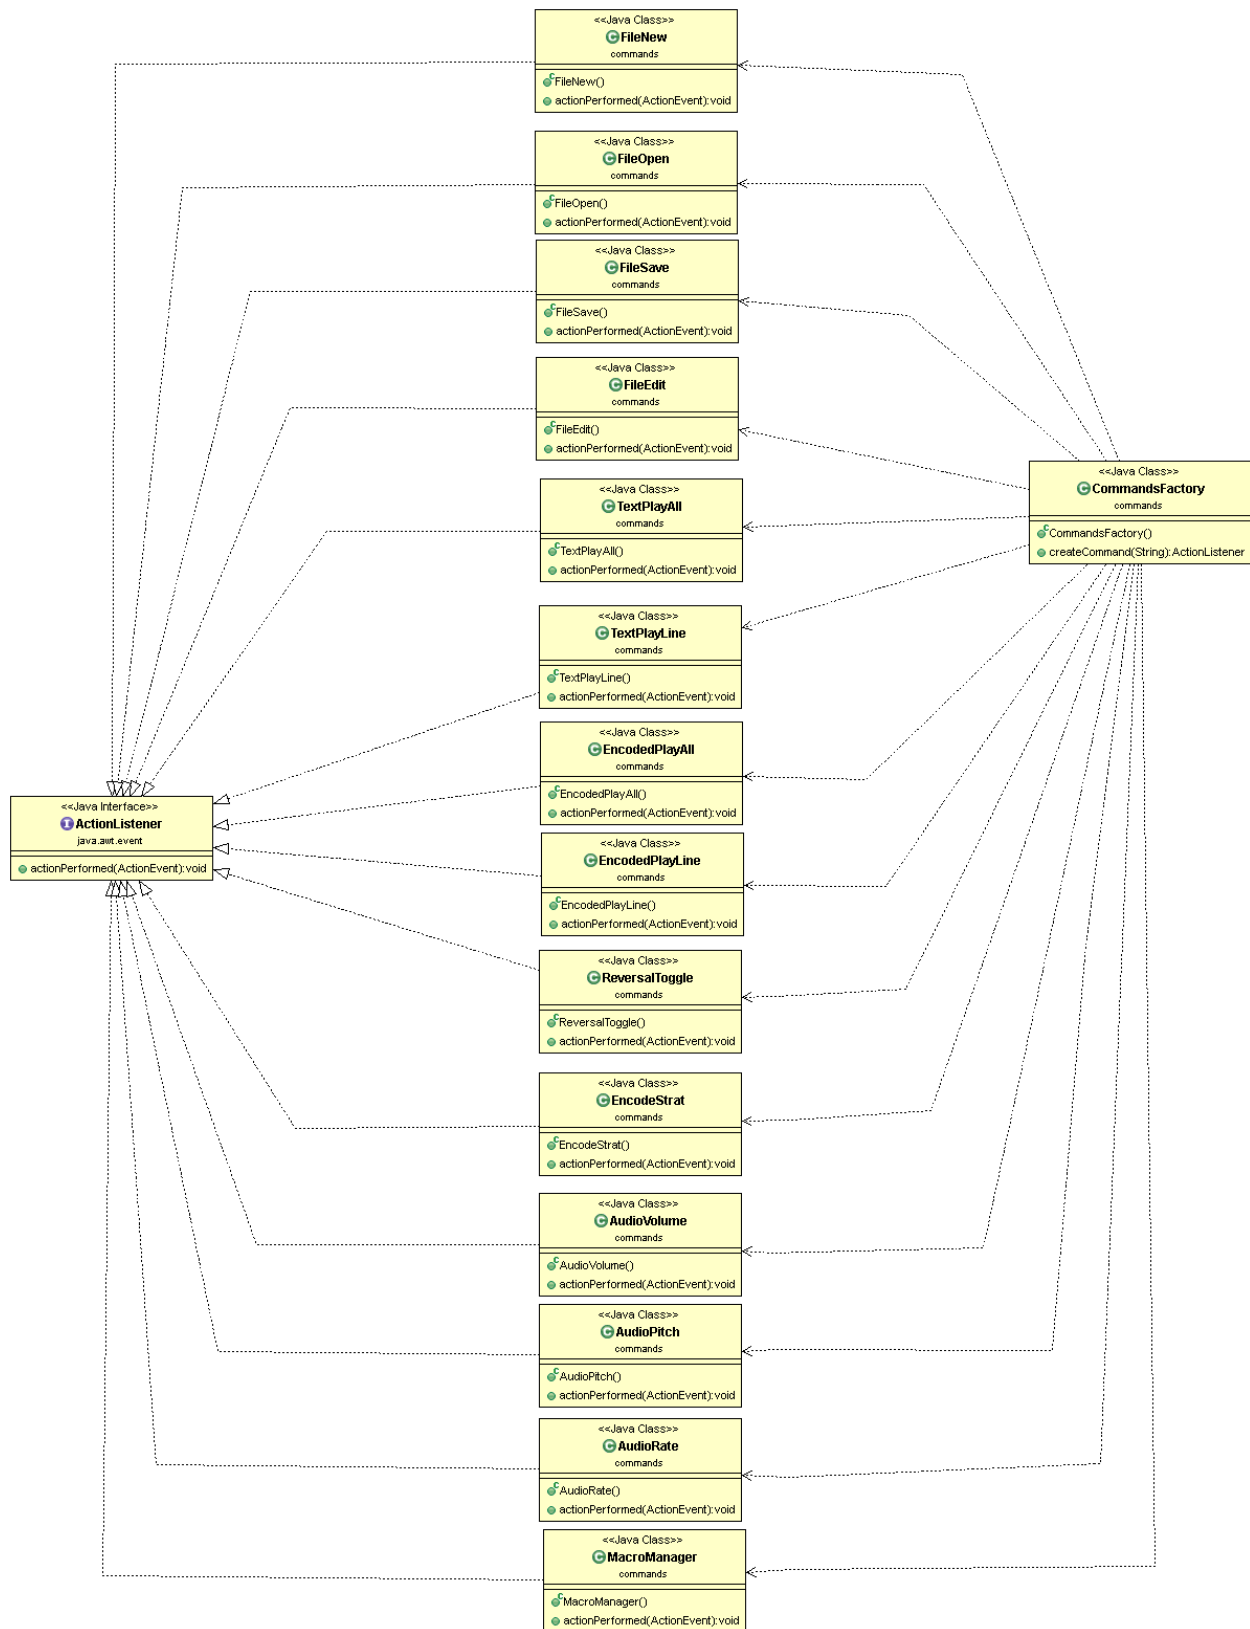 <<Java Class>>
FileNew
commands
FileNew()
actionPerformed(ActionEvent):void
<<Java Class>>
FileOpen
commands
FileOpen()
actionPerformed(ActionEvent):void
<<Java Class>>
FileSave
commands
FileSave()
actionPerformed(ActionEvent):void
<<Java Class>>
FileEdit
commands
FileEdit()
actionPerformed(ActionEvent):void
<<Java Class>>
CommandsFactory
commands
CommandsFactory()
createCommand(String):ActionListener
<<Java Class>>
TextPlayAll
commands
TextPlayAll()
actionPerformed(ActionEvent):void
<<Java Class>>
TextPlayLine
commands
TextPlayLine()
actionPerformed(ActionEvent):void
<<Java Class>>
EncodedPlayAll
commands
EncodedPlayAll()
actionPerformed(ActionEvent):void
<<Java Interface>>
ActionListener
java.awt.event
actionPerformed(ActionEvent):void
<<Java Class>>
EncodedPlayLine
commands
EncodedPlayLine()
actionPerformed(ActionEvent):void
<<Java Class>>
ReversalToggle
commands
ReversalToggle()
actionPerformed(ActionEvent):void
<<Java Class>>
EncodeStrat
commands
EncodeStrat()
actionPerformed(ActionEvent):void
<<Java Class>>
AudioVolume
commands
AudioVolume()
actionPerformed(ActionEvent):void
<<Java Class>>
AudioPitch
commands
AudioPitch()
actionPerformed(ActionEvent):void
<<Java Class>>
AudioRate
commands
AudioRate()
actionPerformed(ActionEvent):void
<<Java Class>>
MacroManager
commands
MacroManager()
actionPerformed(ActionEvent):void